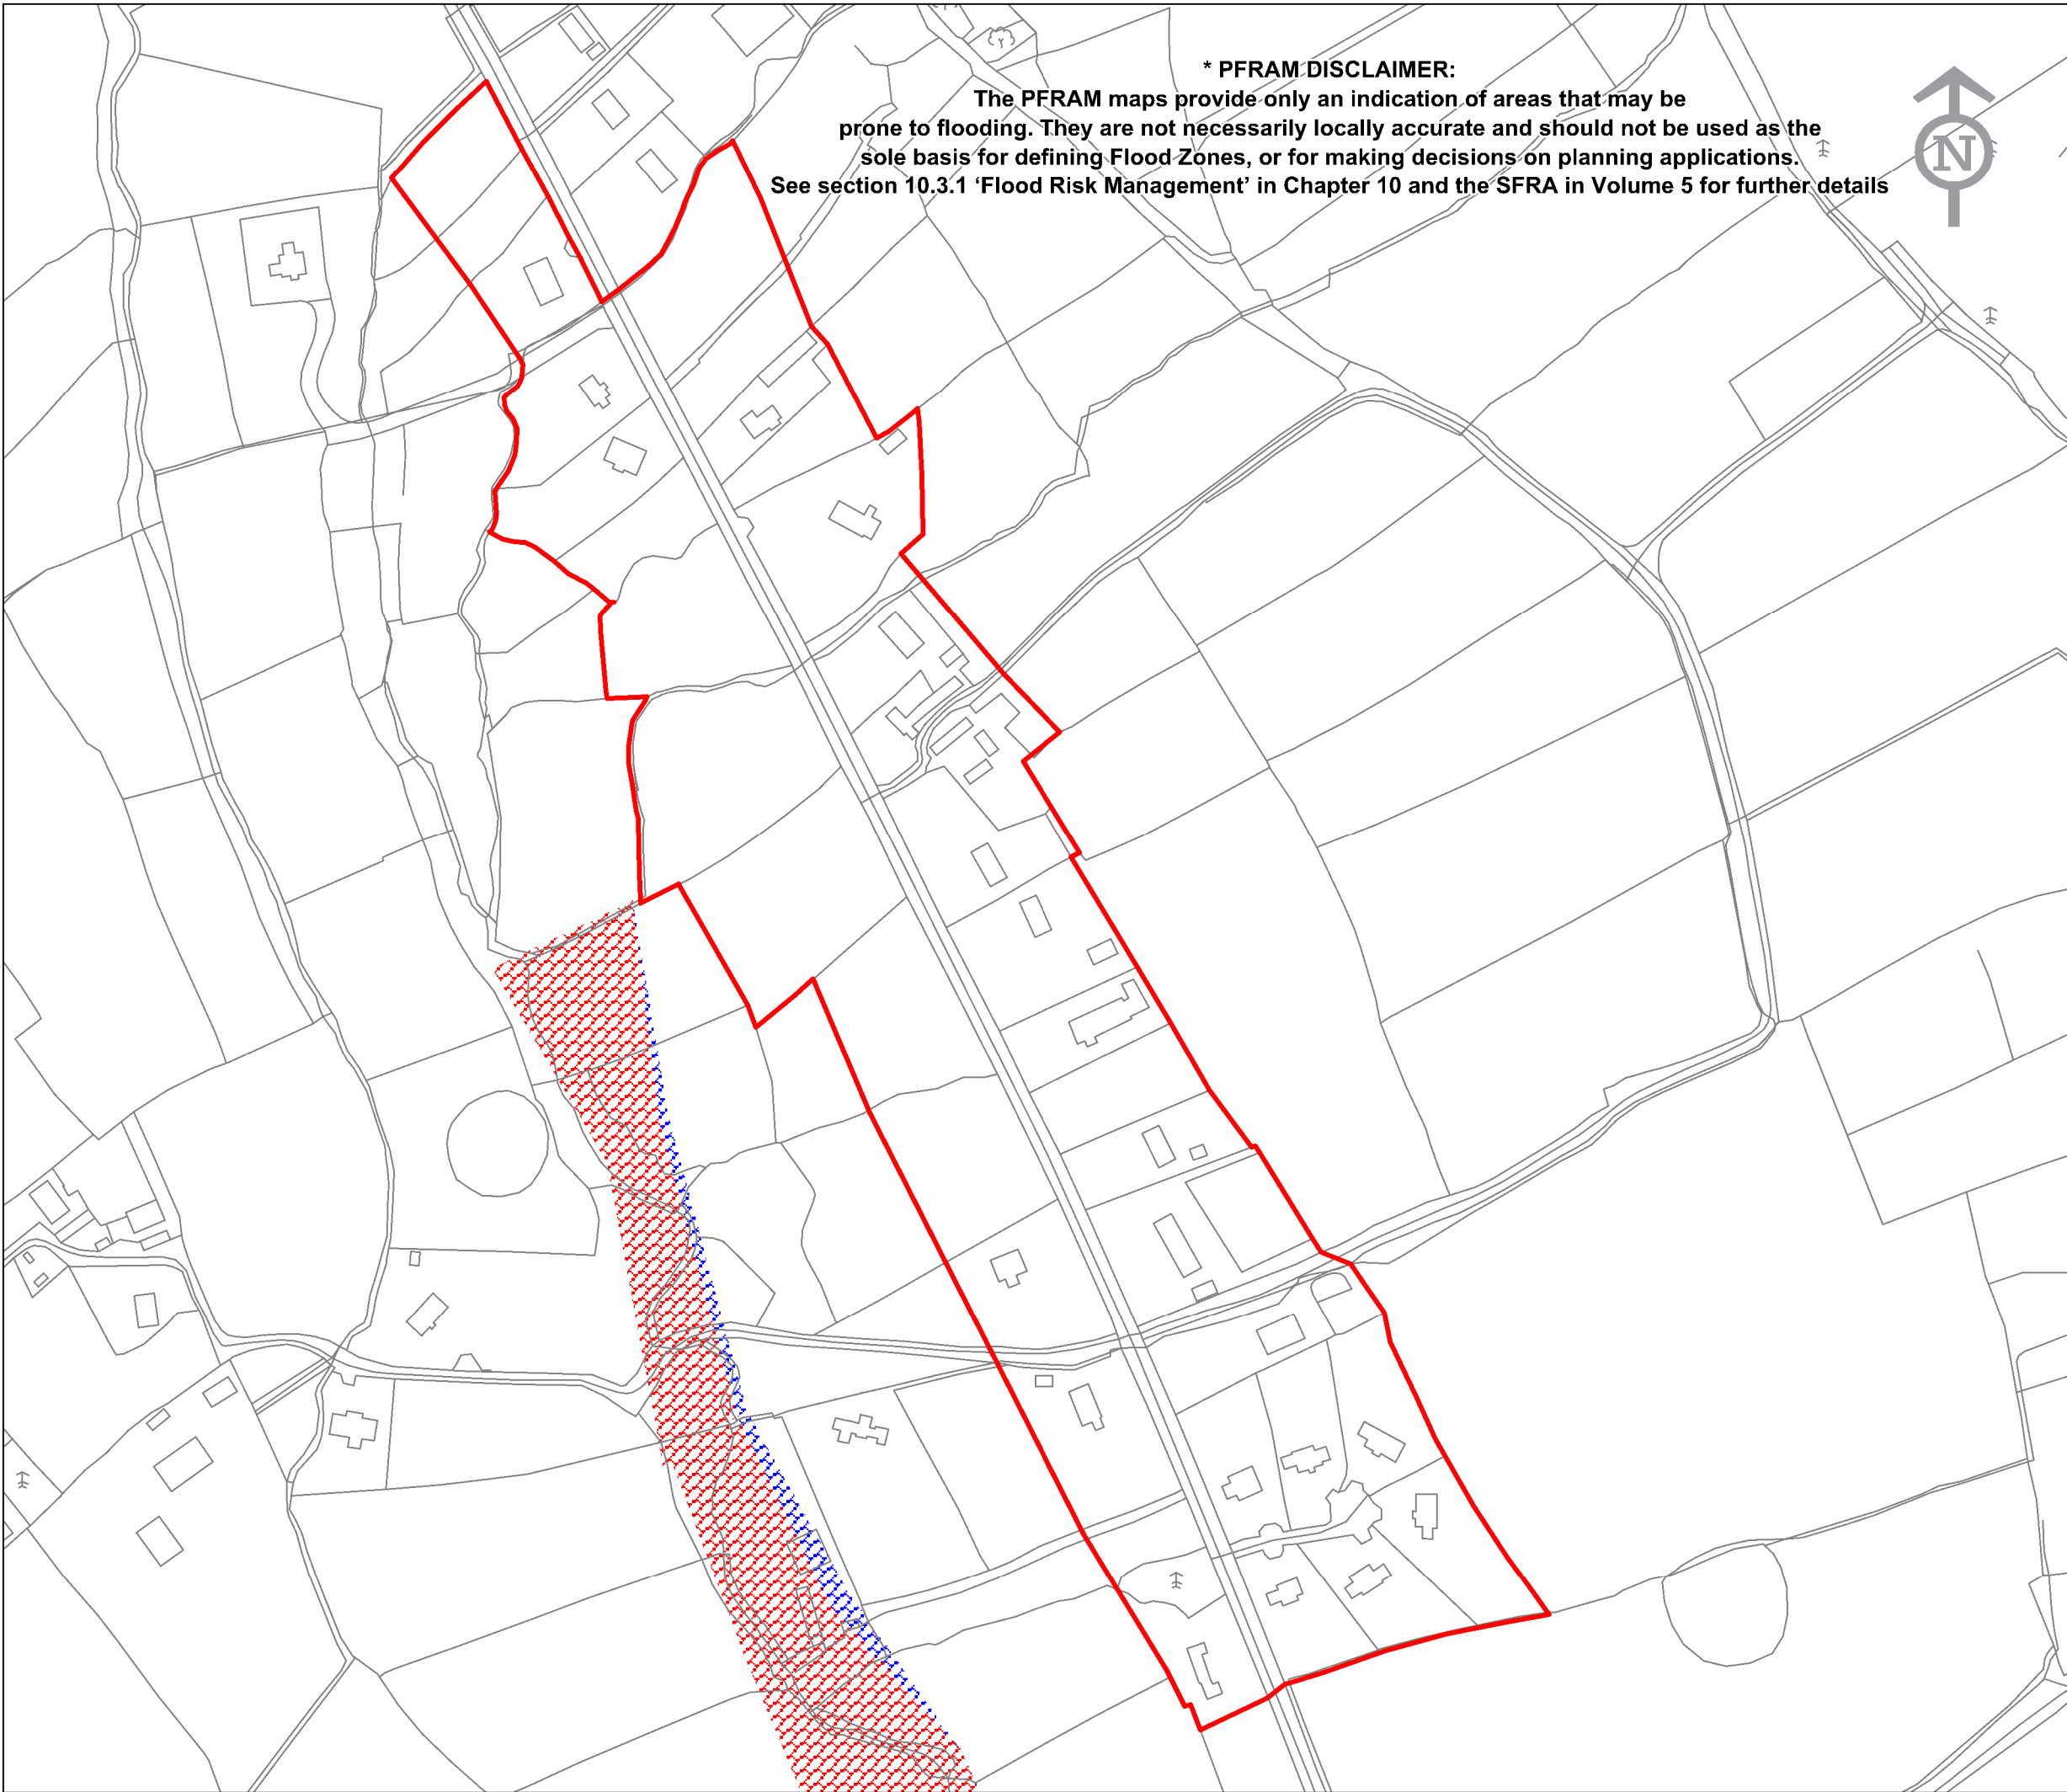 * PFRAM DISCLAIMER:
The PFRAM maps provide only an indication of areas that may be
prone to flooding. They are not necessarily locally accurate and should not be used as the
sole basis for defining Flood Zones, or for making decisions on planning applications.
See section 10.3.1 ‘Flood Risk Management’ in Chapter 10 and the SFRA in Volume 5 for further details
N